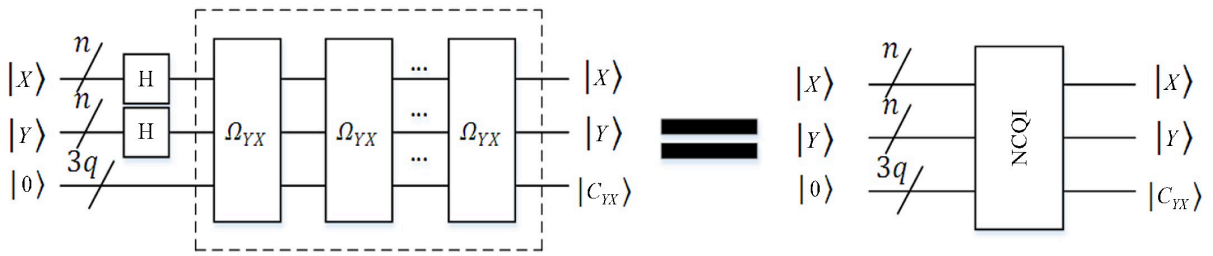 n n
|X⟩ H ... |X⟩ |X⟩ |X⟩
n n
|Y⟩ H Ω_YX Ω_YX ... Ω_YX |Y⟩ = |Y⟩ NCQI |Y⟩
3q 3q
|0⟩ ... |C_YX⟩ |0⟩ |C_YX⟩